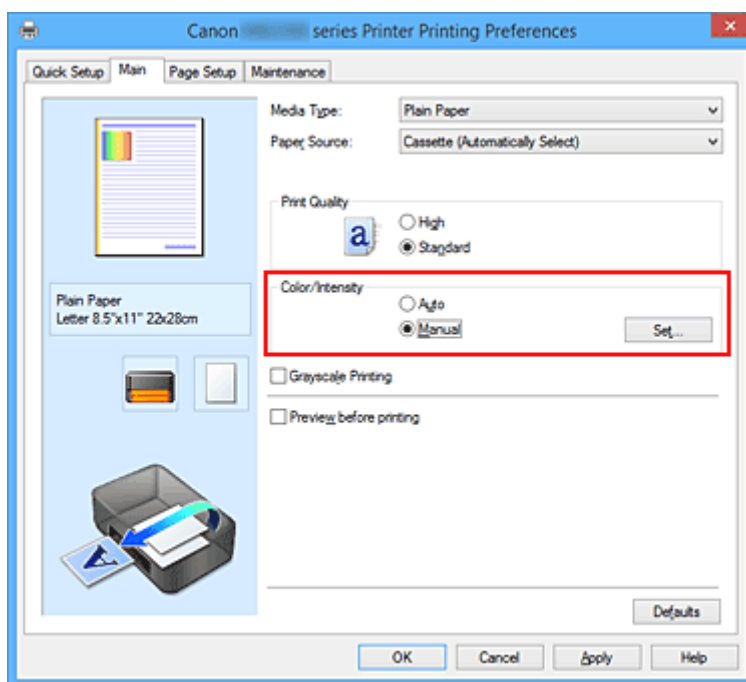 Canon series Printer Printing Preferences
Quick Setup Main Page Setup Maintenance
Media Type: Plain Paper
Paper Source: Cassette (Automatically Select)
Print Quality
High
a
Standard
Color/Intensity
Auto
Manual Set...
Plain Paper
Letter 8.5"x11" 22x28cm
Grayscale Printing
Preview before printing
A
Defaults
OK Cancel Apply Help